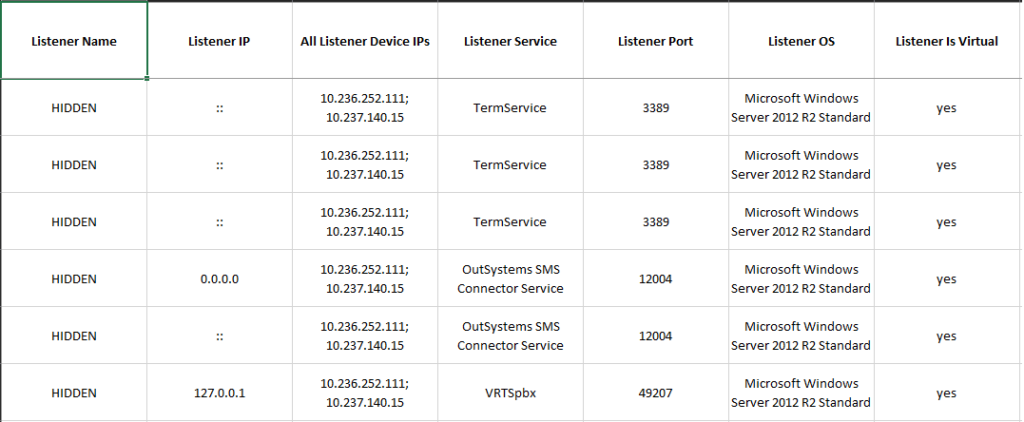 Listener Name Listener IP All Listener Device IPs Listener Service Listener Port Listener OS Listener Is Virtual
HIDDEN :: 10.236.252.111; TermService 3389 Microsoft Windows yes
10.237.140.15 Server 2012 R2 Standard
HIDDEN :: 10.236.252.111; TermService 3389 Microsoft Windows yes
10.237.140.15 Server 2012 R2 Standard
HIDDEN :: 10.236.252.111; TermService 3389 Microsoft Windows yes
10.237.140.15 Server 2012 R2 Standard
HIDDEN 0.0.0.0 10.236.252.111; OutSystems SMS 12004 Microsoft Windows yes
10.237.140.15 Connector Service Server 2012 R2 Standard
HIDDEN :: 10.236.252.111; OutSystems SMS 12004 Microsoft Windows yes
10.237.140.15 Connector Service Server 2012 R2 Standard
HIDDEN 127.0.0.1 10.236.252.111; VRTSpbx 49207 Microsoft Windows yes
10.237.140.15 Server 2012 R2 Standard